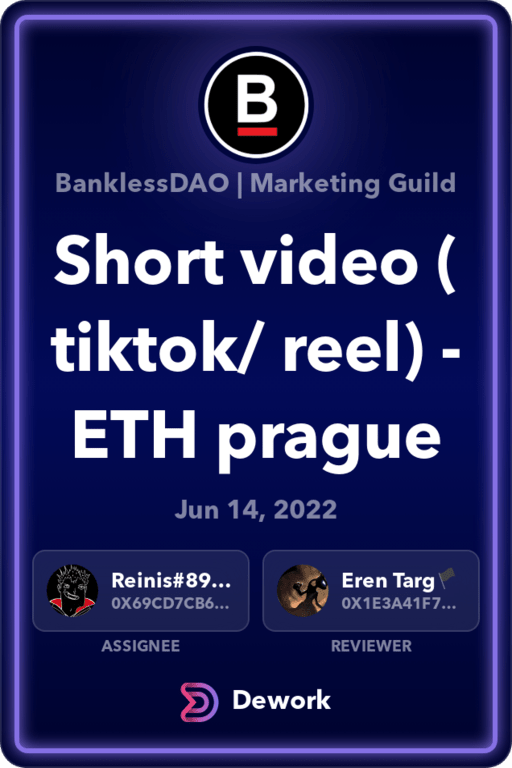 B
BanklessDAO | Marketing Guild
Short video (
tiktok/ reel) -
ETH prague
Jun 14, 2022
Reinis#89... Eren Targ🏴
0X69CD7CB6... 0X1E3A41F7...
ASSIGNEE REVIEWER
Dework